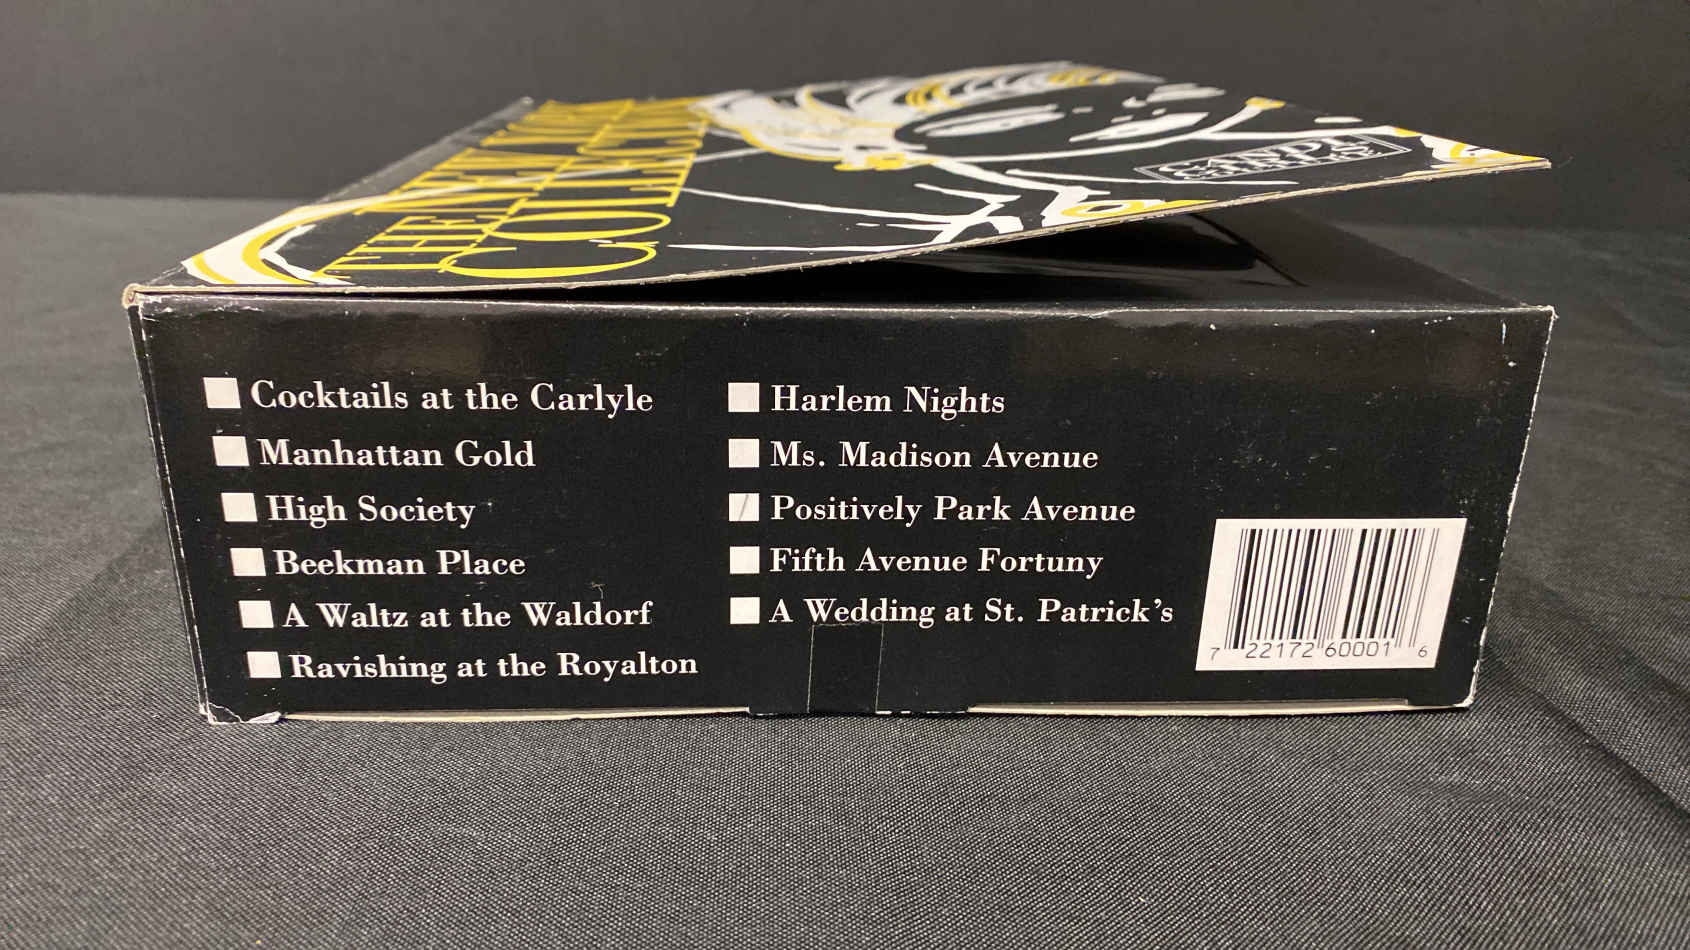 THE NEW YORK
COLLECTION
Cocktails at the Carlyle
Manhattan Gold
High Society
Beekman Place
A Waltz at the Waldorf
Ravishing at the Royalton
Harlem Nights
Ms. Madison Avenue
Positively Park Avenue
Fifth Avenue Fortuny
A Wedding at St. Patrick's
7 22172 60001 6